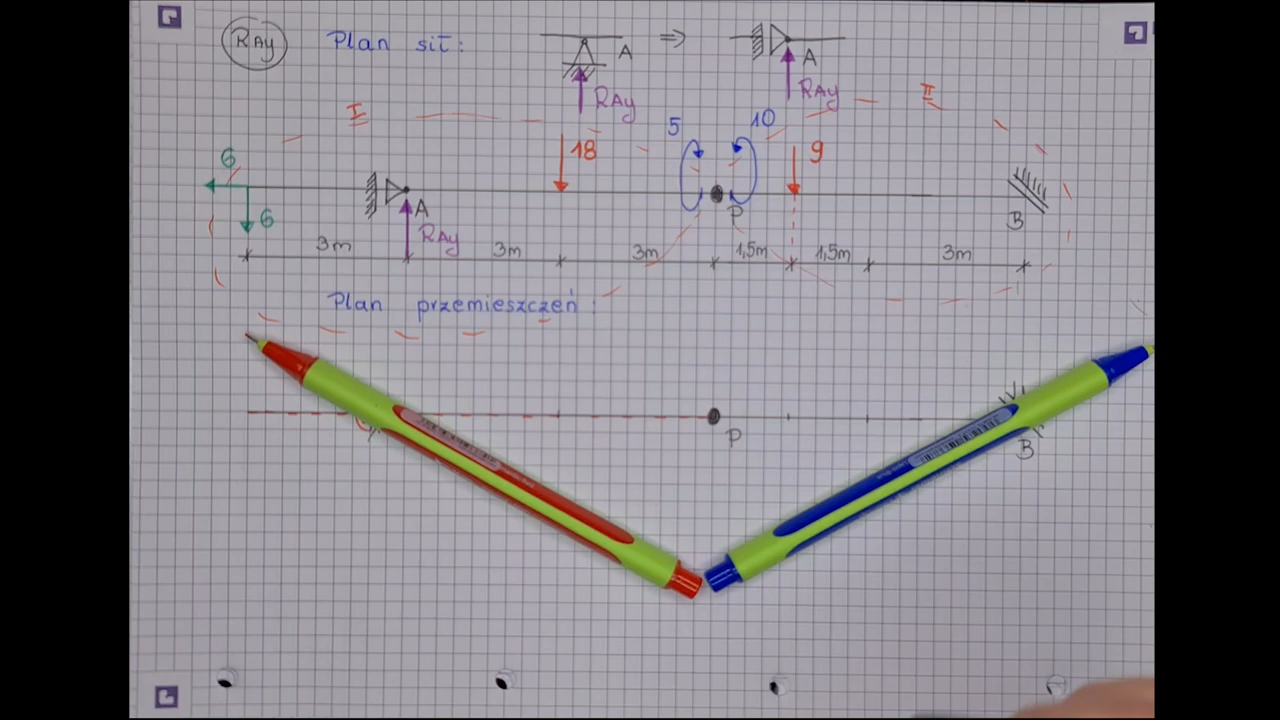 RAy Plan sił: A ⇒ A
RAy RAy
I II
5 10
6 18 9
6 A P B
RAy
3m 3m 3m 1,5m 1,5m 3m
Plan przemieszczeń:
P B